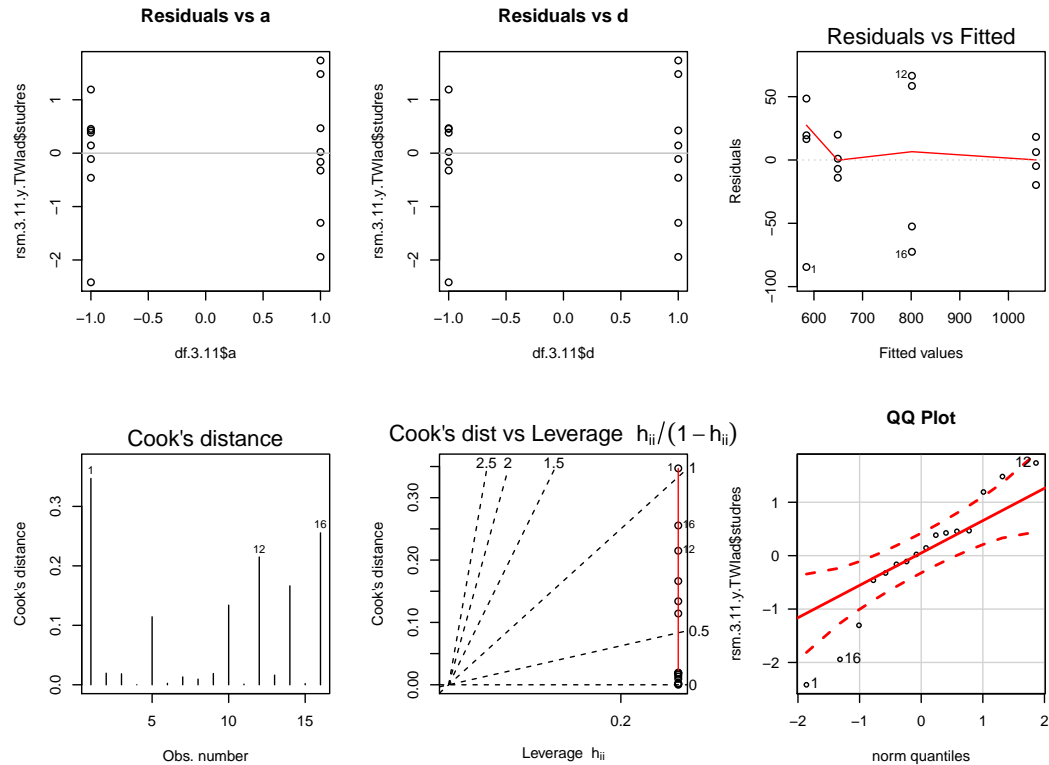 Residuals vs a
rsm.3.11.y.TWlad$studres
1
0
−1
−2
−1.0 −0.5 0.0 0.5 1.0
df.3.11$a
Residuals vs d
rsm.3.11.y.TWlad$studres
1
0
−1
−2
−1.0 −0.5 0.0 0.5 1.0
df.3.11$d
Residuals vs Fitted
Residuals
50
0
−50
−100
12
16
1
600 700 800 900 1000
Fitted values
Cook's distance
Cook's distance
0.3
0.2
0.1
0.0
1
12
16
5 10 15
Obs. number
Cook's dist vs Leverage hii/(1 − hii)
Cook's distance
0.30
0.20
0.10
0.00
2.5 2 1.5 1
0.5
0
1
16
12
0.2
Leverage hii
QQ Plot
rsm.3.11.y.TWlad$studres
1
0
−1
−2
12
16
1
−2 −1 0 1 2
norm quantiles